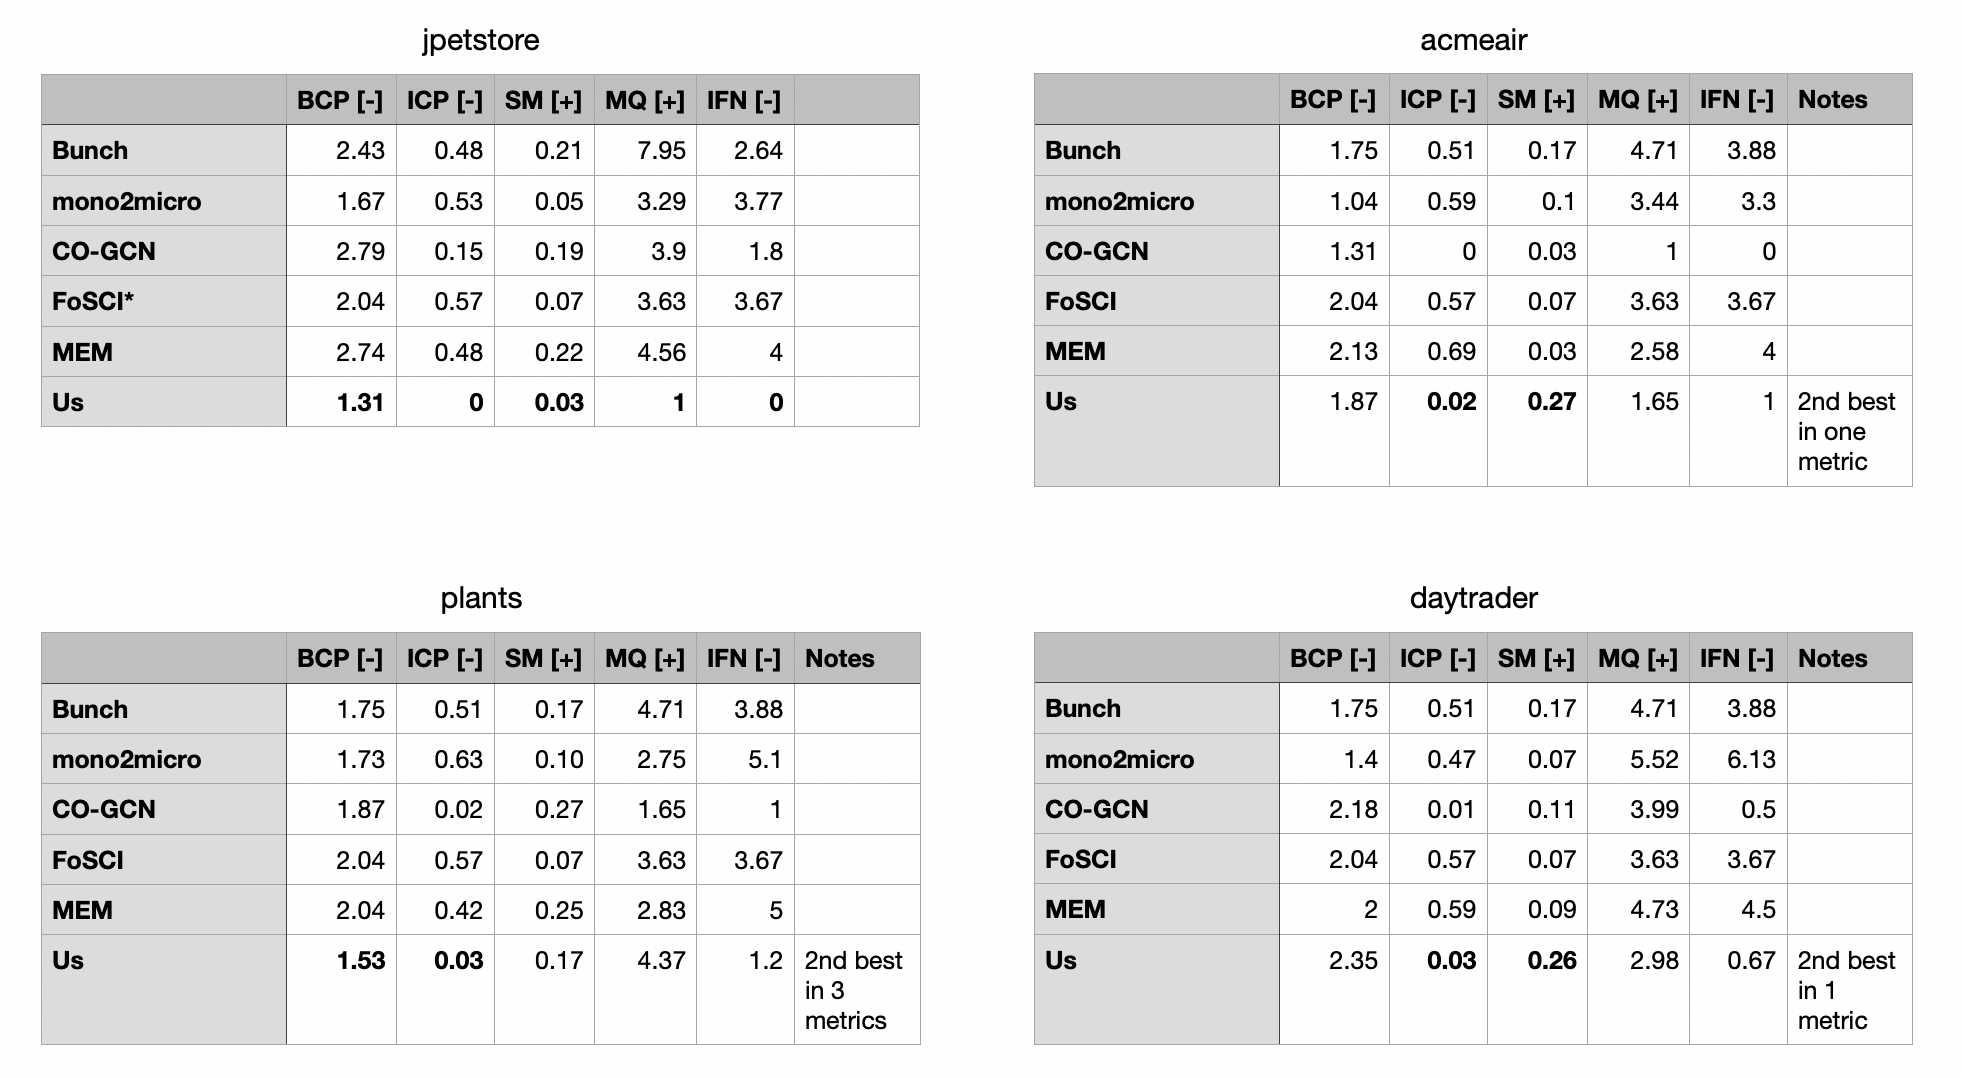 jpetstore
BCP [-] ICP [-] SM [+] MQ [+] IFN [-]
Bunch 2.43 0.48 0.21 7.95 2.64
mono2micro 1.67 0.53 0.05 3.29 3.77
CO-GCN 2.79 0.15 0.19 3.9 1.8
FoSCI* 2.04 0.57 0.07 3.63 3.67
MEM 2.74 0.48 0.22 4.56 4
Us 1.31 0 0.03 1 0
acmeair
BCP [-] ICP [-] SM [+] MQ [+] IFN [-] Notes
Bunch 1.75 0.51 0.17 4.71 3.88
mono2micro 1.04 0.59 0.1 3.44 3.3
CO-GCN 1.31 0 0.03 1 0
FoSCI 2.04 0.57 0.07 3.63 3.67
MEM 2.13 0.69 0.03 2.58 4
Us 1.87 0.02 0.27 1.65 1 2nd best
in one
metric
plants
BCP [-] ICP [-] SM [+] MQ [+] IFN [-] Notes
Bunch 1.75 0.51 0.17 4.71 3.88
mono2micro 1.73 0.63 0.10 2.75 5.1
CO-GCN 1.87 0.02 0.27 1.65 1
FoSCI 2.04 0.57 0.07 3.63 3.67
MEM 2.04 0.42 0.25 2.83 5
Us 1.53 0.03 0.17 4.37 1.2 2nd best
in 3
metrics
daytrader
BCP [-] ICP [-] SM [+] MQ [+] IFN [-] Notes
Bunch 1.75 0.51 0.17 4.71 3.88
mono2micro 1.4 0.47 0.07 5.52 6.13
CO-GCN 2.18 0.01 0.11 3.99 0.5
FoSCI 2.04 0.57 0.07 3.63 3.67
MEM 2 0.59 0.09 4.73 4.5
Us 2.35 0.03 0.26 2.98 0.67 2nd best
in 1
metric